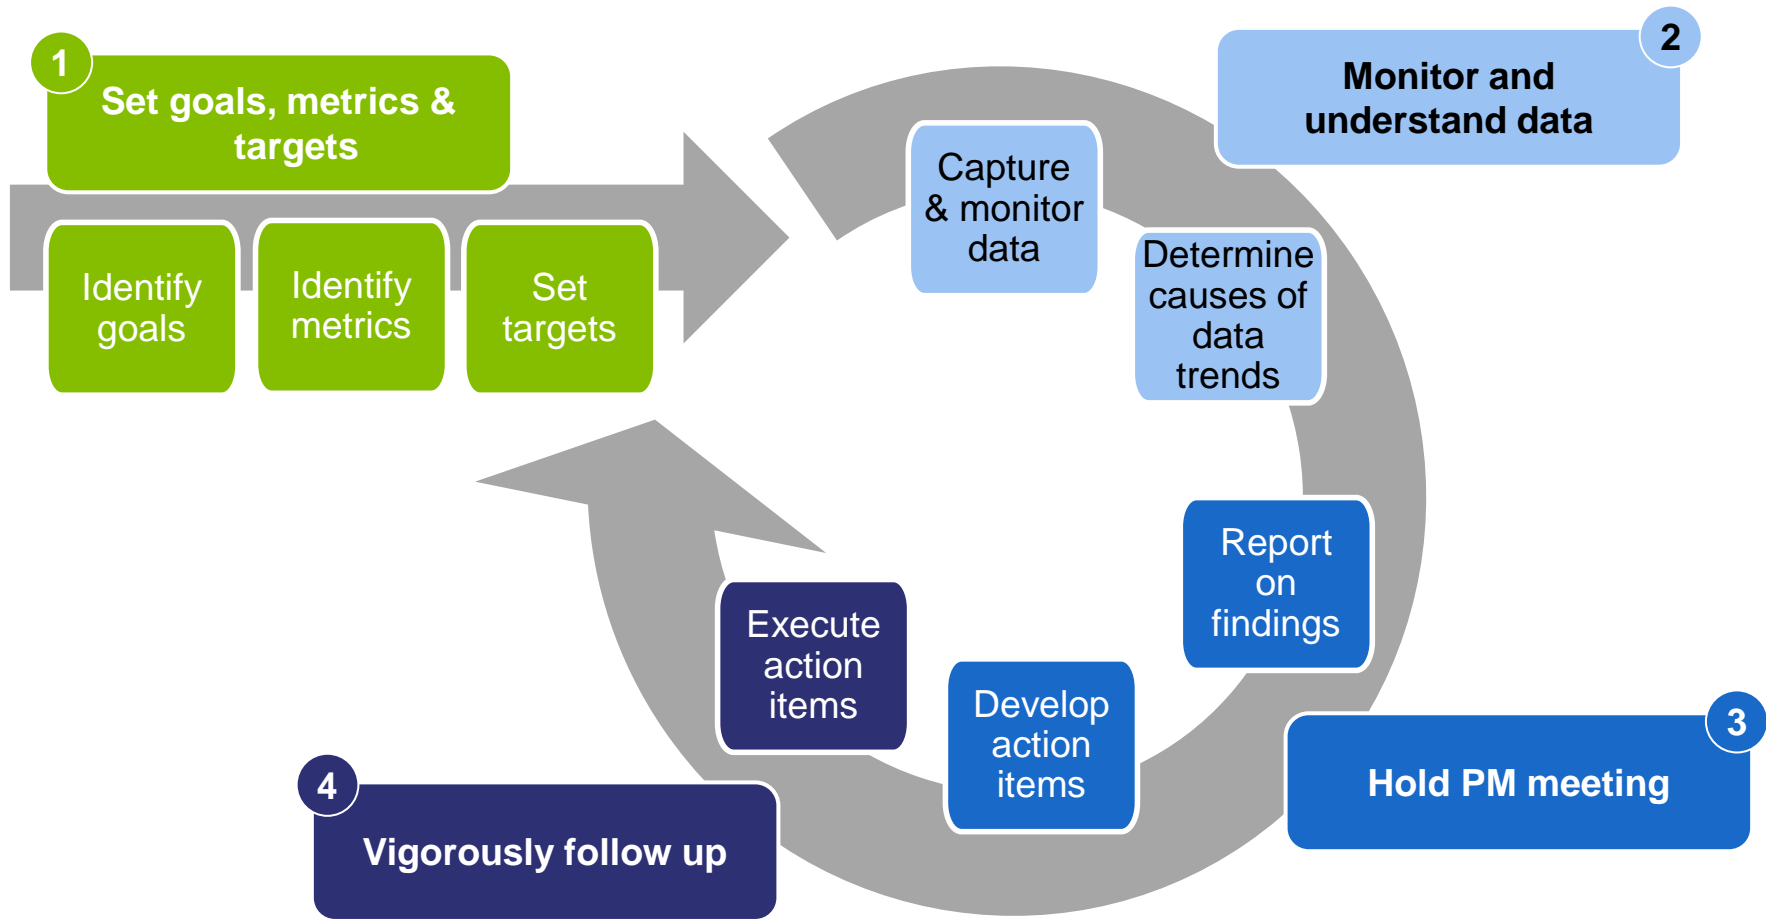 1
Set goals, metrics &
targets
Identify
goals
Identify
metrics
Set
targets
2
Monitor and
understand data
Capture
& monitor
data
Determine
causes of
data
trends
3
Hold PM meeting
Report
on
findings
Develop
action
items
4
Vigorously follow up
Execute
action
items